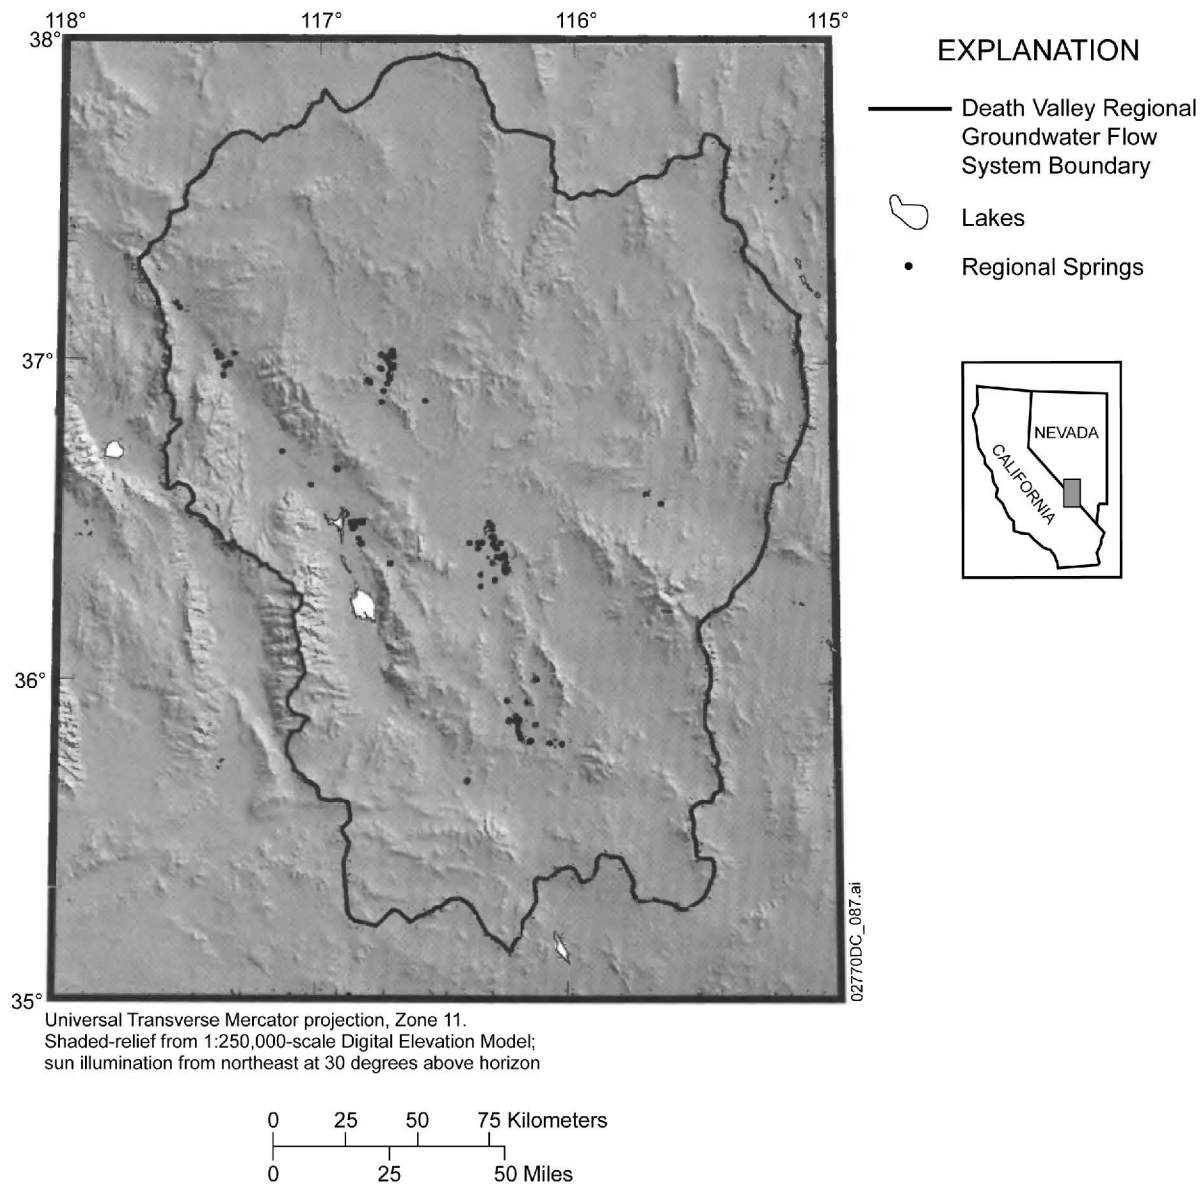 118°
117°
116°
115°
38°
37°
36°
35°
EXPLANATION
Death Valley Regional
Groundwater Flow
System Boundary
Lakes
Regional Springs
NEVADA
CALIFORNIA
02770DC_087.ai
Universal Transverse Mercator projection, Zone 11.
Shaded-relief from 1:250,000-scale Digital Elevation Model;
sun illumination from northeast at 30 degrees above horizon
0 25 50 75 Kilometers
0 25 50 Miles